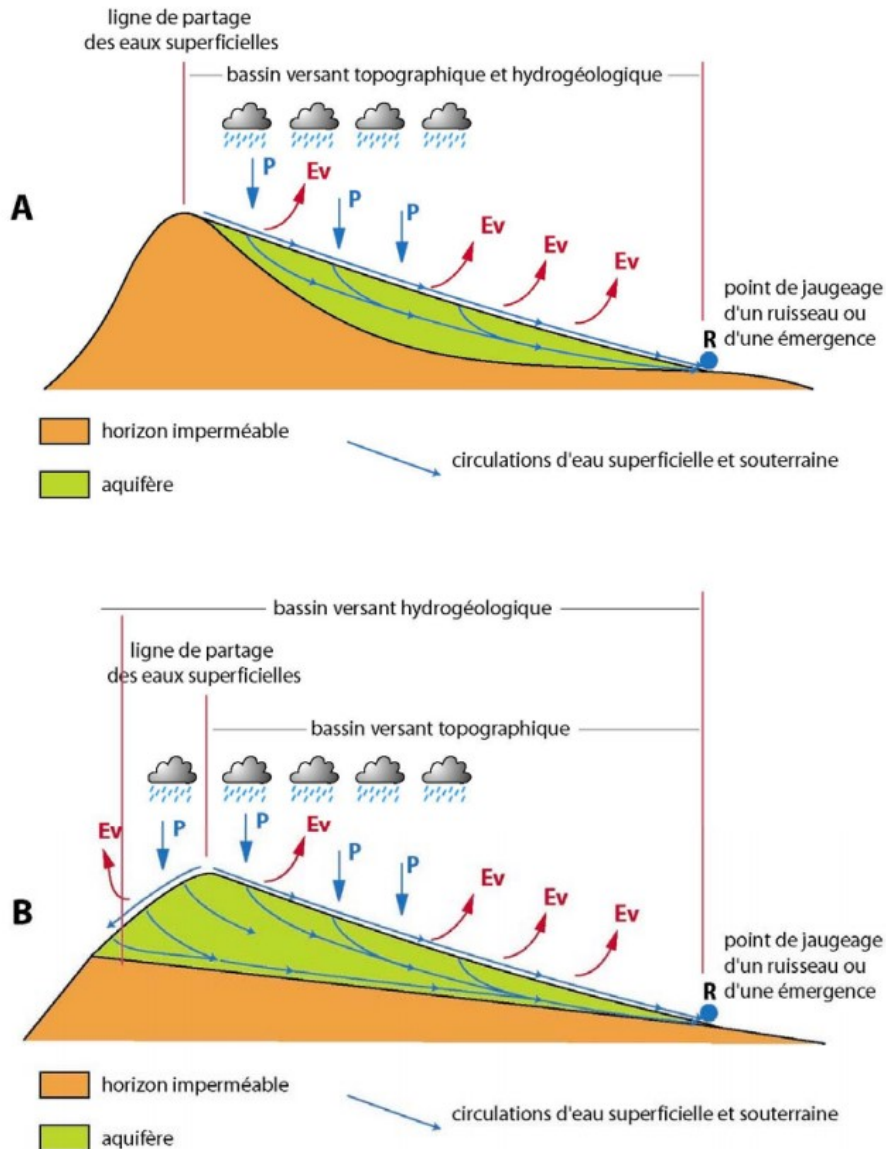 ligne de partage
des eaux superficielles
bassin versant topographique et hydrogéologique
P
Ev
P
P
Ev
Ev
Ev
A
point de jaugeage
d'un ruisseau ou
R d'une émergence
horizon imperméable
circulations d'eau superficielle et souterraine
aquifère
bassin versant hydrogéologique
ligne de partage
des eaux superficielles
bassin versant topographique
Ev
P
P
Ev
P
P
Ev
Ev
Ev
B
point de jaugeage
d'un ruisseau ou
R d'une émergence
horizon imperméable
circulations d'eau superficielle et souterraine
aquifère